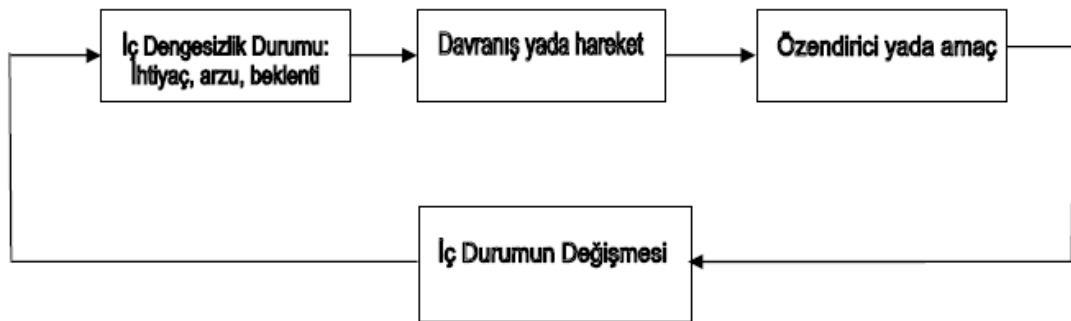 İç Dengesizlik Durumu:
İhtiyaç, arzu, beklenti
Davranış yada hareket
Özendirici yada amaç
İç Durumun Değişmesi